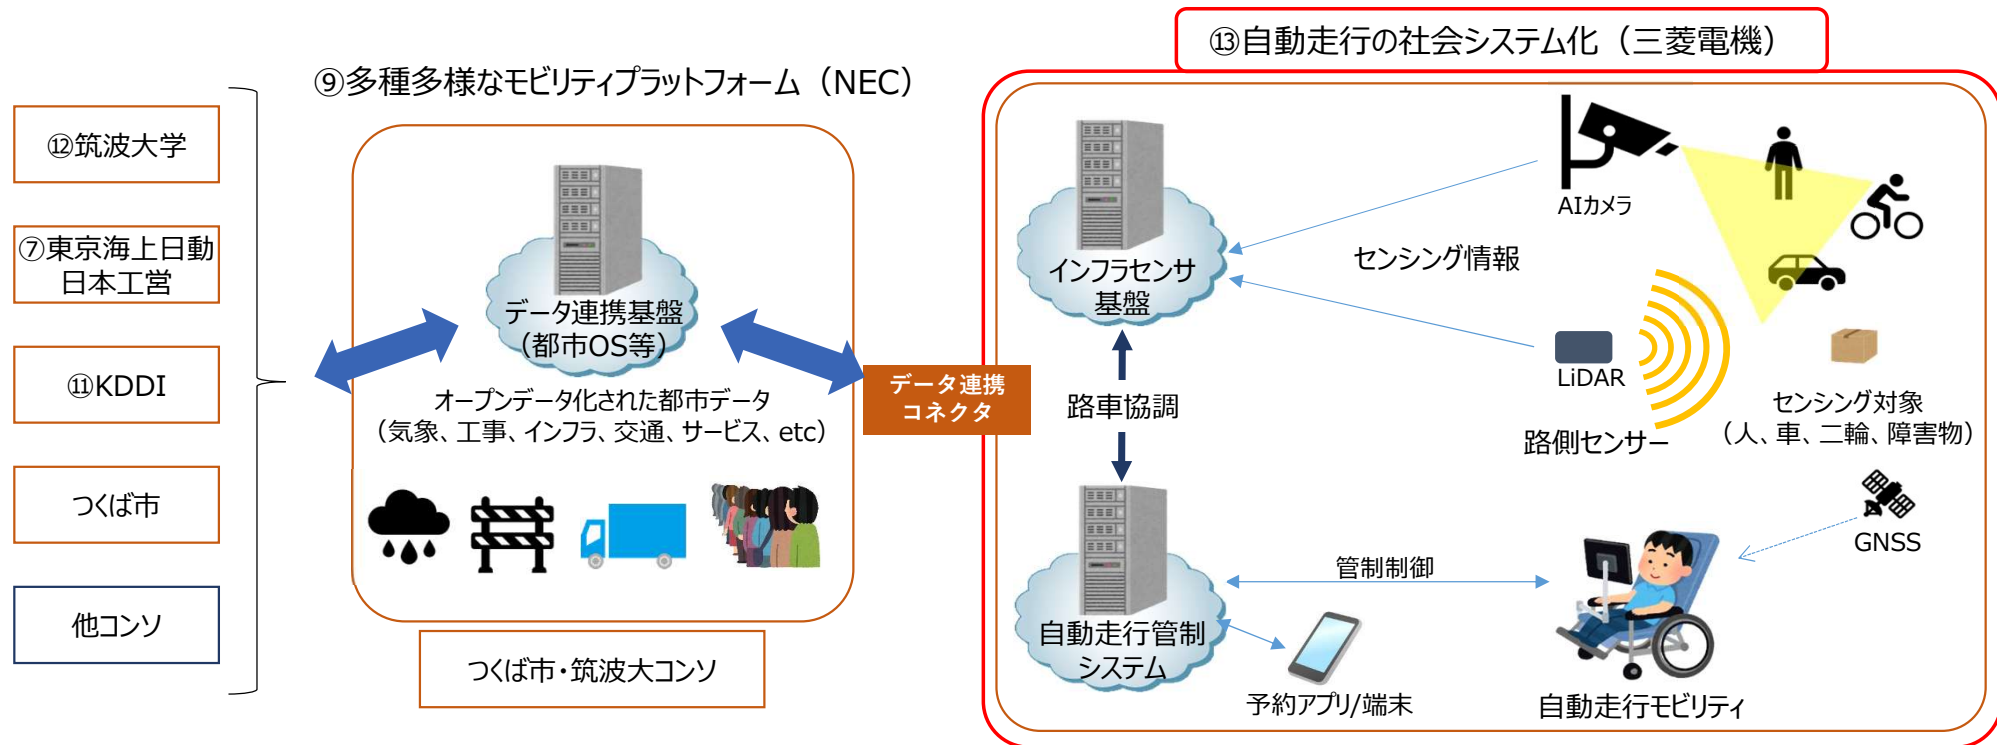 ⑬自動走行の社会システム化（三菱電機）
⑨多種多様なモビリティプラットフォーム（NEC）
⑫筑波大学
⑦東京海上日動
日本工営
⑪KDDI
つくば市
他コンソ
データ連携基盤
（都市OS等）
オープンデータ化された都市データ
（気象、工事、インフラ、交通、サービス、etc）
つくば市・筑波大コンソ
データ連携
コネクタ
インフラセンサ
基盤
路車協調
自動走行管制
システム
センシング情報
AIカメラ
LiDAR
路側センサー
センシング対象
（人、車、二輪、障害物）
GNSS
管制制御
予約アプリ/端末
自動走行モビリティ